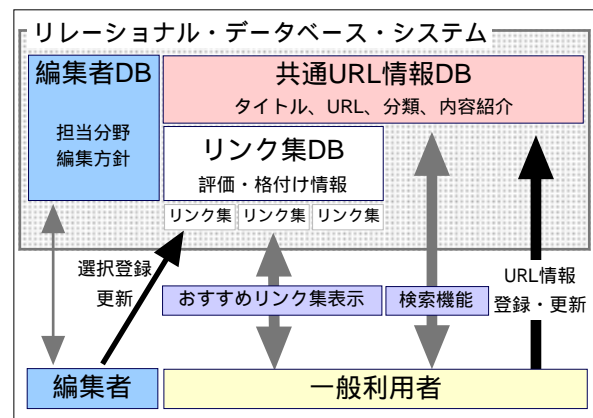 リレーショナル・データベース・システム
編集者DB
担当分野
編集方針
共通URL情報DB
タイトル、URL、分類、内容紹介
リンク集DB
評価・格付け情報
リンク集
リンク集
リンク集
選択登録
更新
おすすめリンク集表示
検索機能
URL情報
登録・更新
編集者
一般利用者